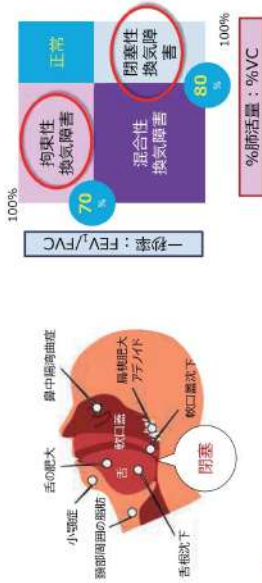 鼻中隔湾曲症
舌の肥大
小顎症
頚部周囲の脂肪
軟口蓋
舌
扁桃肥大
アデノイド
軟口蓋沈下
閉塞
舌根沈下
100%
拘束性
換気障害
正常
70
%
混合性
換気障害
閉塞性
換気障
害
80
%
100%
一秒率：FEV₁/FVC
%肺活量：%VC